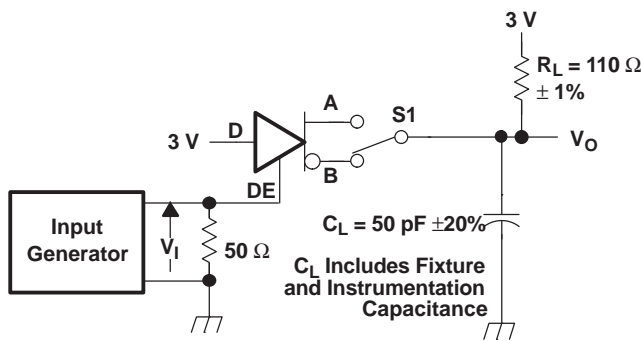 3 V
R_L = 110 Ω
± 1%
A
S1
3 V
D
V_O
B
DE
Input
Generator
V_I
50 Ω
C_L = 50 pF ±20%
C_L Includes Fixture
and Instrumentation
Capacitance